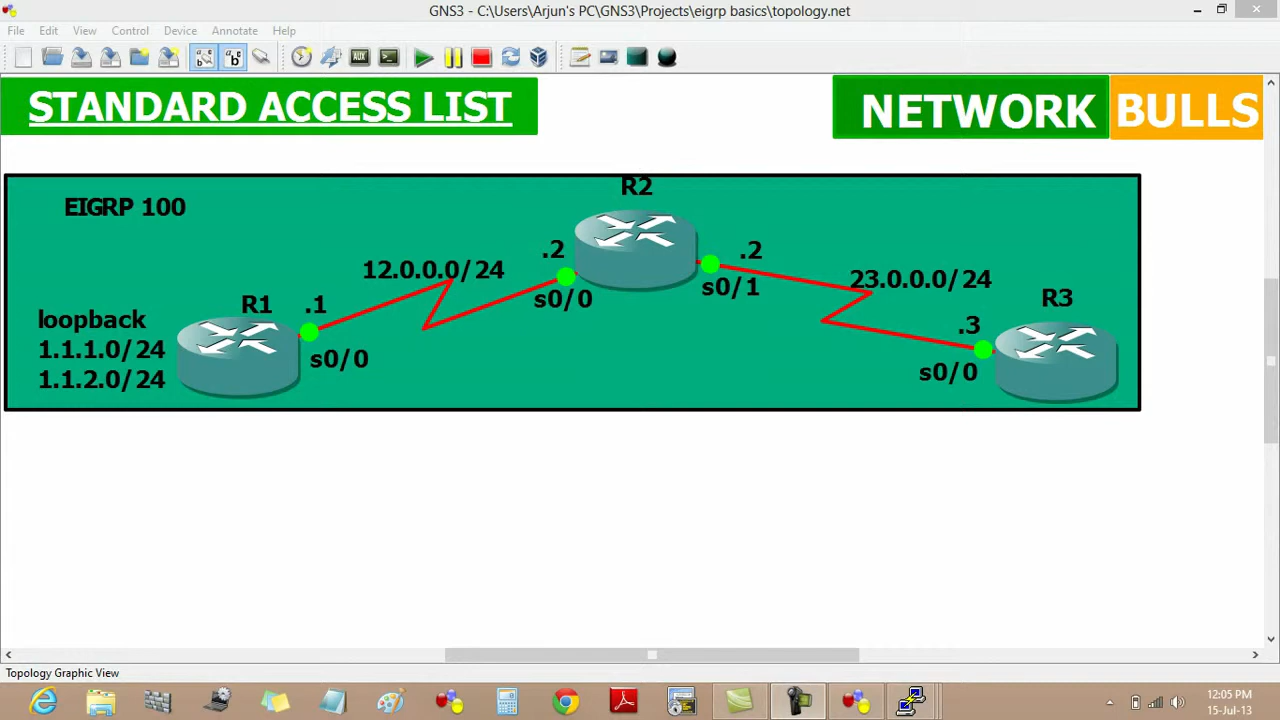 GNS3 - C:\Users\Arjun's PC\GNS3\Projects\eigrp basics\topology.net
File Edit View Control Device Annotate Help
STANDARD ACCESS LIST
NETWORK BULLS
R2
EIGRP 100
.2
.2
12.0.0.0/24
23.0.0.0/24
s0/0
s0/1
R1
.1
R3
loopback
.3
1.1.1.0/24
s0/0
s0/0
1.1.2.0/24
Topology Graphic View
12:05 PM
15-Jul-13